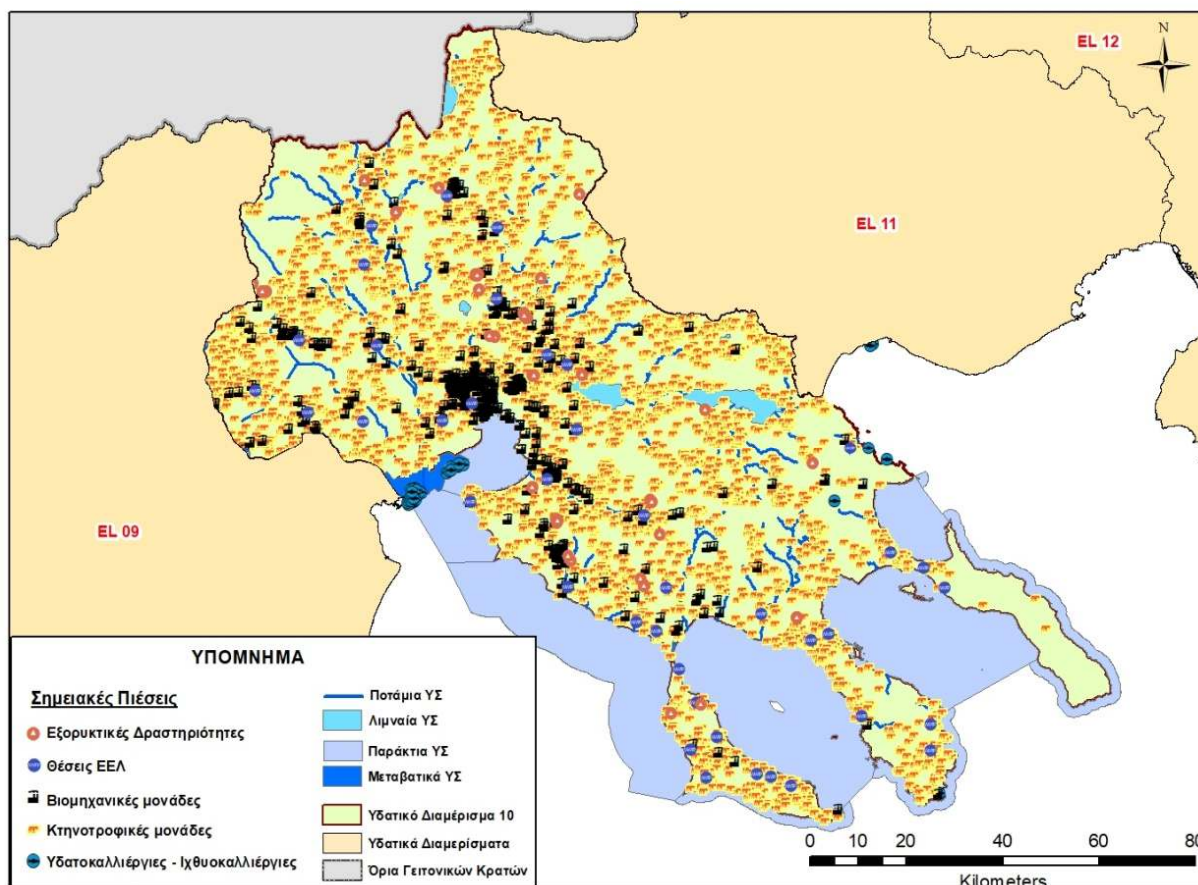 EL 12
N
EL 11
EL 09
ΥΠΟΜΝΗΜΑ
Σημειακές Πιέσεις
Εξορυκτικές Δραστηριότητες
Θέσεις ΕΕΛ
Βιομηχανικές μονάδες
Κτηνοτροφικές μονάδες
Υδατοκαλλιέργιες - Ιχθυοκαλλιέργιες
Ποτάμια ΥΣ
Λιμναία ΥΣ
Παράκτια ΥΣ
Μεταβατικά ΥΣ
Υδατικό Διαμέρισμα 10
Υδατικά Διαμερίσματα
Όρια Γειτονικών Κρατών
0 10 20 40 60 80
Kilometers